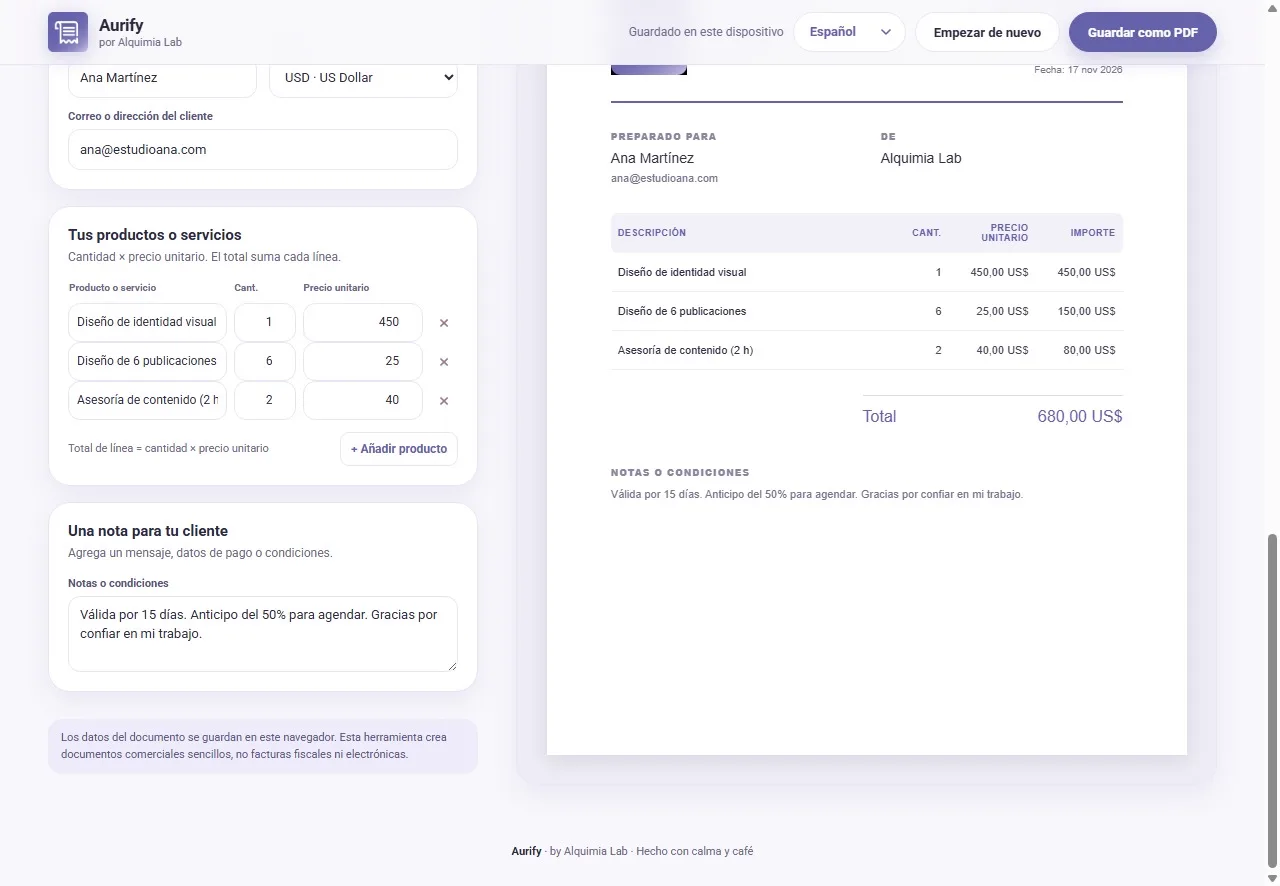 Aurify
por Alquimia Lab
Guardado en este dispositivo
Español
Empezar de nuevo
Guardar como PDF
Ana Martínez
USD · US Dollar
Correo o dirección del cliente
ana@estudioana.com
Tus productos o servicios
Cantidad × precio unitario. El total suma cada línea.
Producto o servicio Cant. Precio unitario
Diseño de identidad visual 1 450 ×
Diseño de 6 publicaciones 6 25 ×
Asesoría de contenido (2 h 2 40 ×
Total de línea = cantidad × precio unitario
+ Añadir producto
Una nota para tu cliente
Agrega un mensaje, datos de pago o condiciones.
Notas o condiciones
Válida por 15 días. Anticipo del 50% para agendar. Gracias por
confiar en mi trabajo.
Los datos del documento se guardan en este navegador. Esta herramienta crea
documentos comerciales sencillos, no facturas fiscales ni electrónicas.
Fecha: 17 nov 2026
PREPARADO PARA
Ana Martínez
ana@estudioana.com
DE
Alquimia Lab
DESCRIPCIÓN CANT. PRECIO UNITARIO IMPORTE
Diseño de identidad visual 1 450,00 US$ 450,00 US$
Diseño de 6 publicaciones 6 25,00 US$ 150,00 US$
Asesoría de contenido (2 h) 2 40,00 US$ 80,00 US$
Total 680,00 US$
NOTAS O CONDICIONES
Válida por 15 días. Anticipo del 50% para agendar. Gracias por confiar en mi trabajo.
Aurify · by Alquimia Lab · Hecho con calma y café